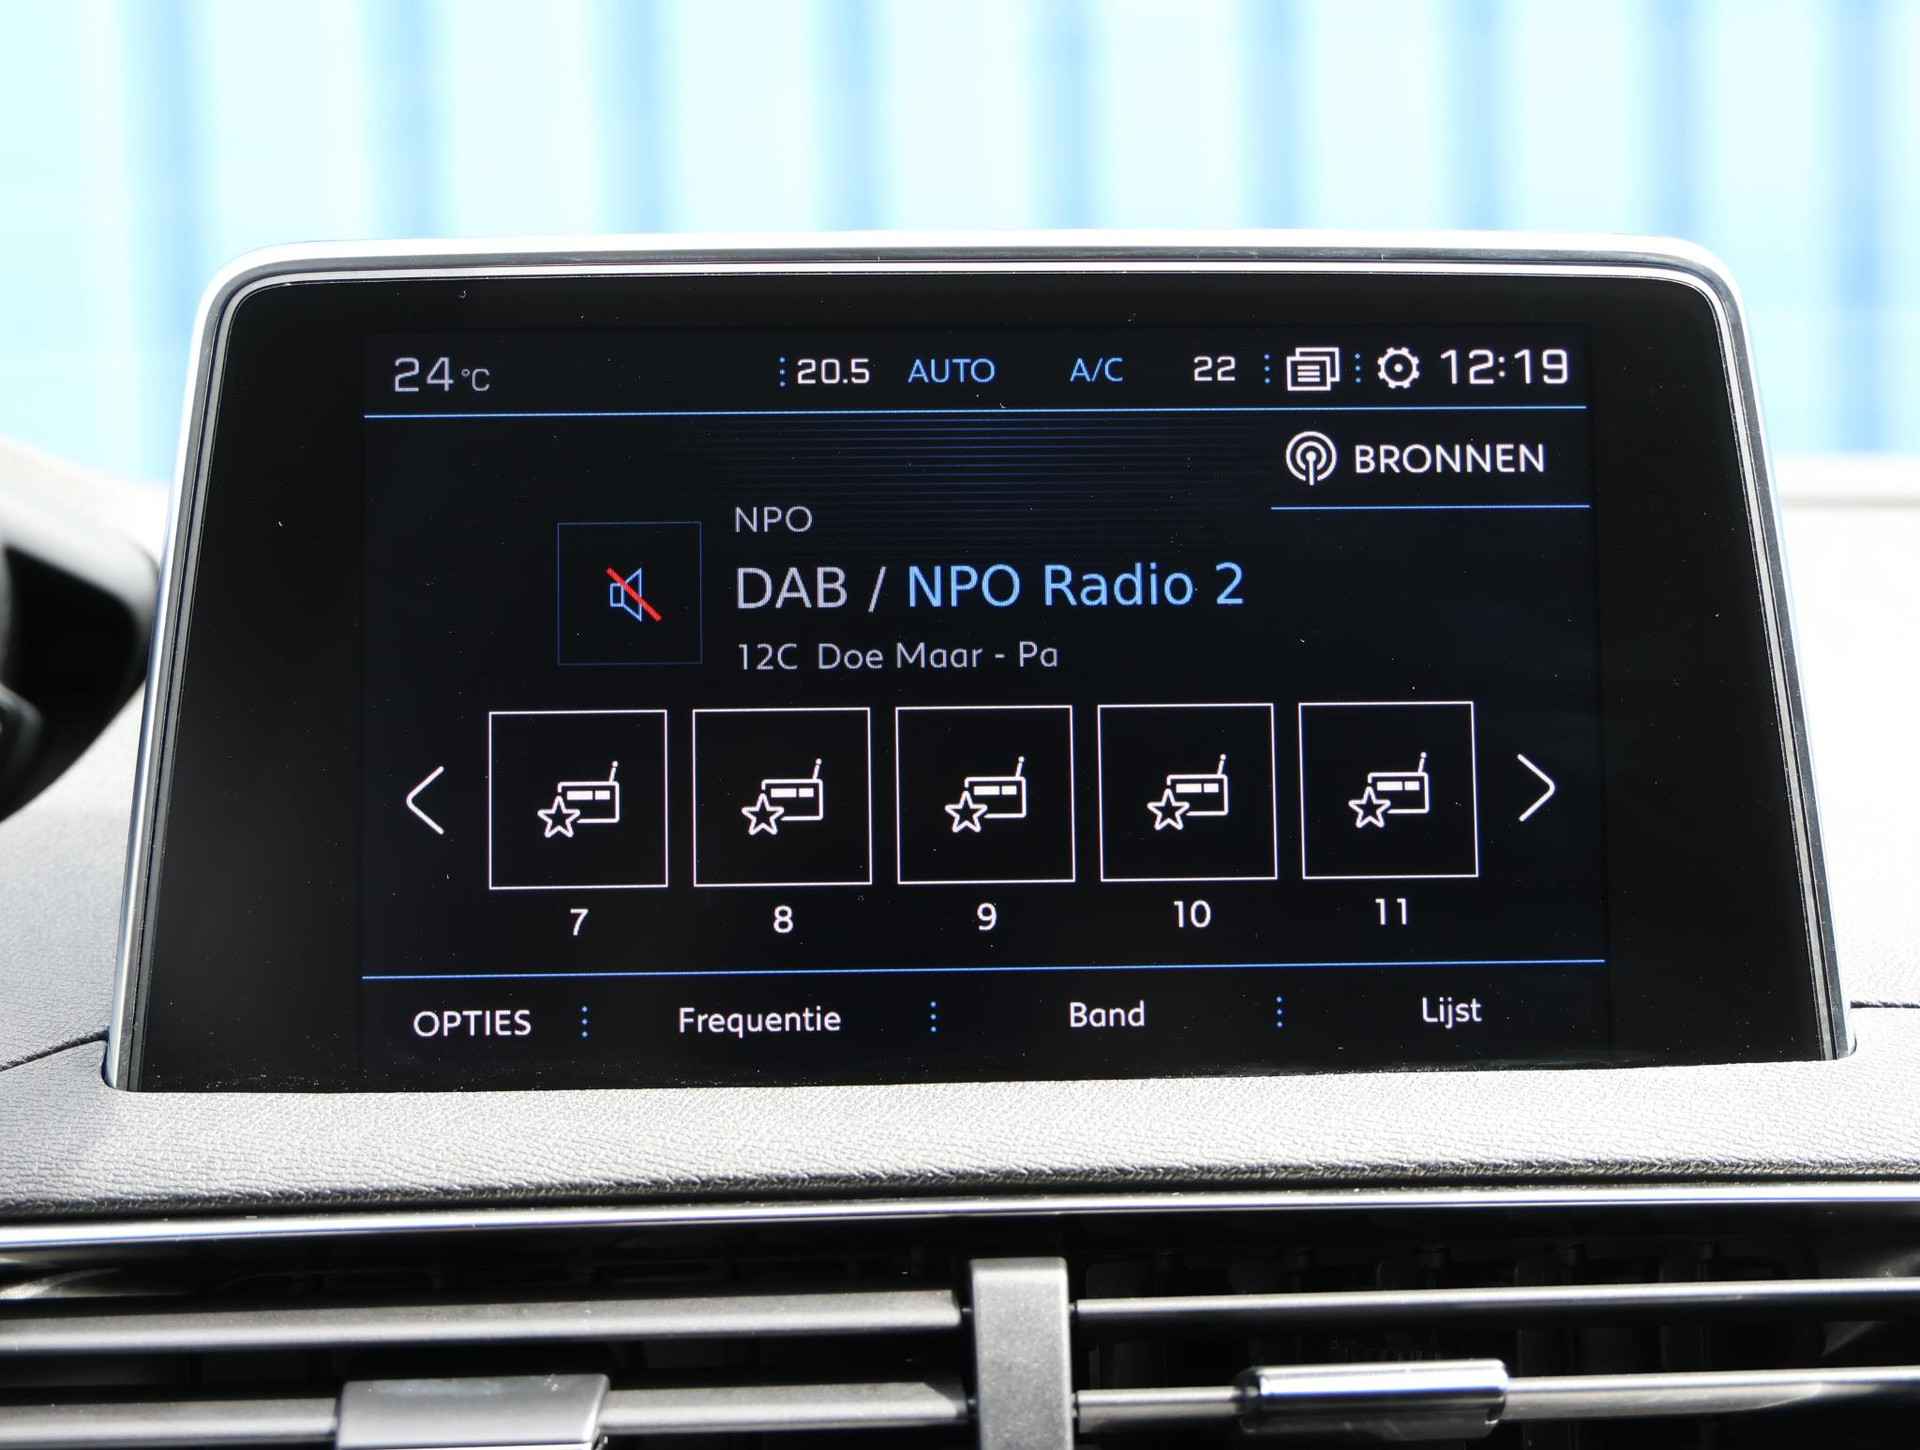 24°C 20.5 AUTO A/C 22 12:19
BRONNEN
NPO
DAB / NPO Radio 2
12C Doe Maar - Pa
7 8 9 10 11
OPTIES Frequentie Band Lijst